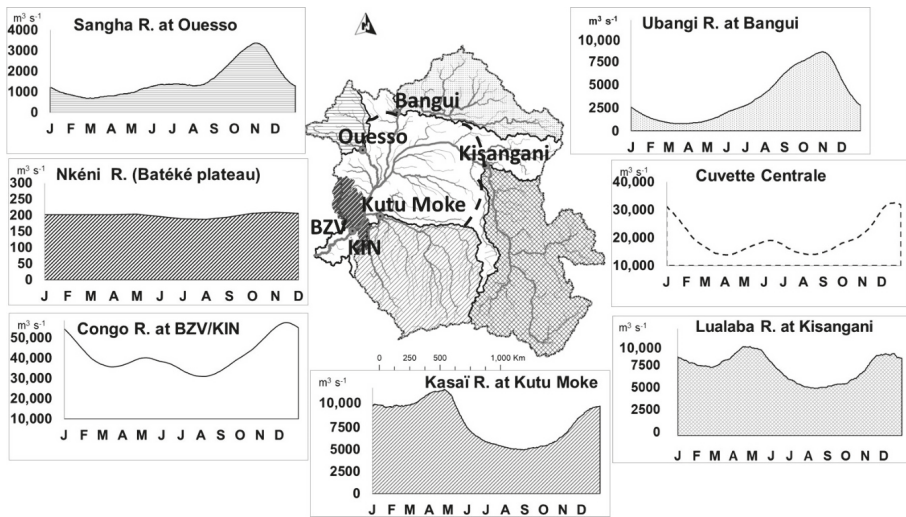 m³ s⁻¹
Sangha R. at Ouesso
4000
3000
2000
1000
0
J F M A M J J A S O N D
Nkéni R. (Batéké plateau)
300
250
200
150
100
50
0
J F M A M J J A S O N D
m³ s⁻¹
Congo R. at BZV/KIN
50,000
40,000
30,000
20,000
10,000
J F M A M J J A S O N D
Bangui
Ouesso
Kisangani
Kutu Moke
BZV
KIN
0 250 500 1,000 Km
m³ s⁻¹
Kasaï R. at Kutu Moke
10,000
7500
5000
2500
0
J F M A M J J A S O N D
m³ s⁻¹
Ubangi R. at Bangui
10,000
7500
5000
2500
0
J F M A M J J A S O N D
m³ s⁻¹
Cuvette Centrale
40,000
30,000
20,000
10,000
J F M A M J J A S O N D
m³ s⁻¹
Lualaba R. at Kisangani
10,000
7500
5000
2500
0
J F M A M J J A S O N D